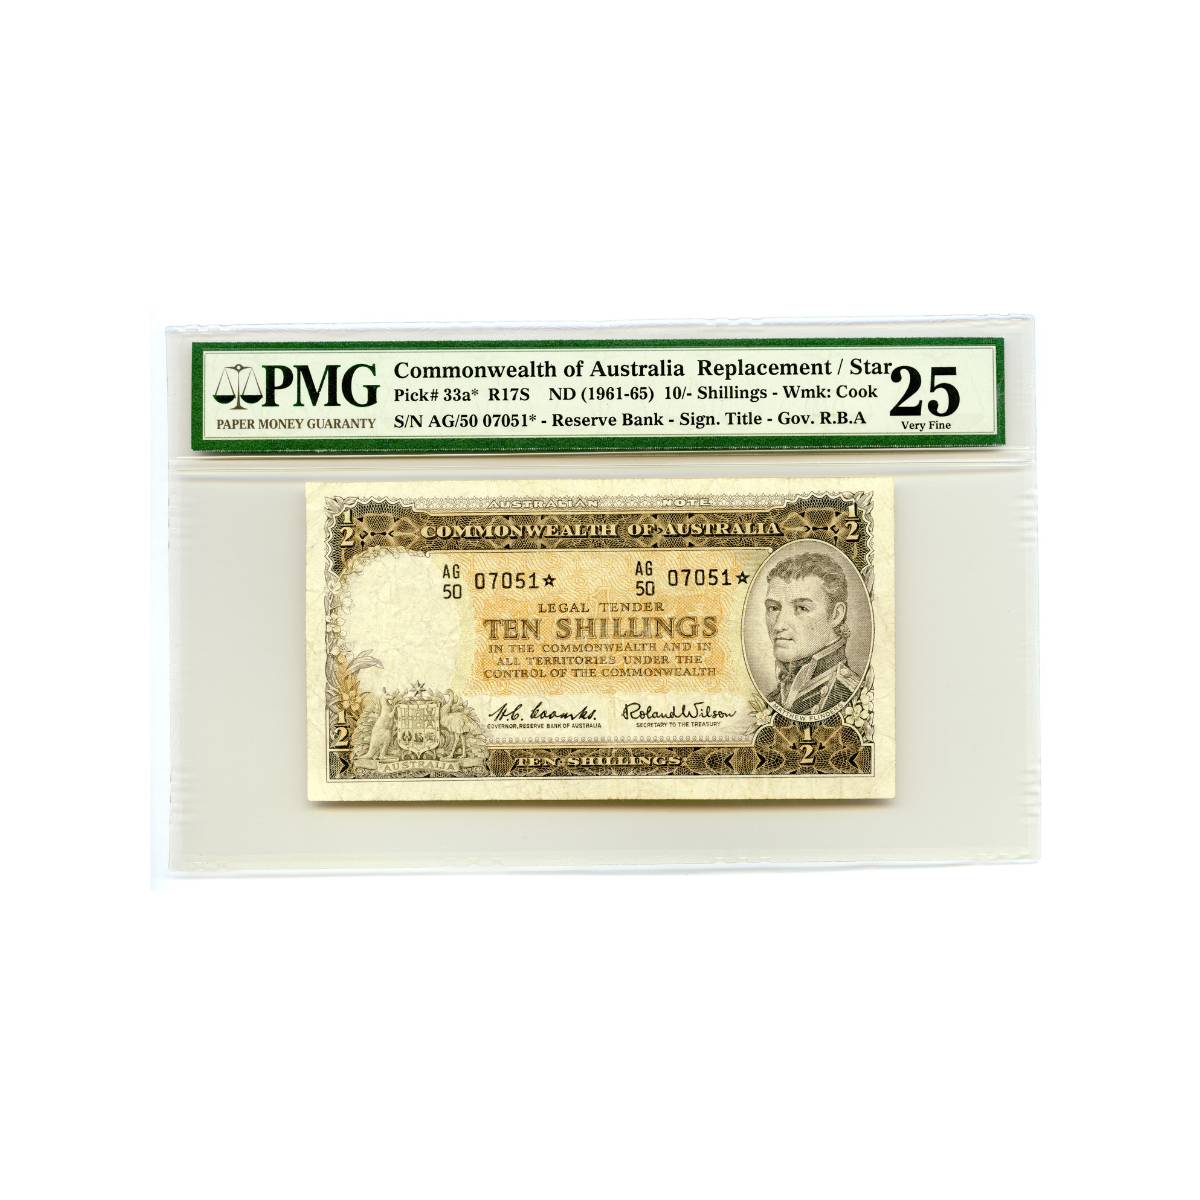 PMG
PAPER MONEY GUARANTY
Commonwealth of Australia Replacement / Star
Pick# 33a* R17S ND (1961-65) 10/- Shillings - Wmk: Cook
S/N AG/50 07051* - Reserve Bank - Sign. Title - Gov. R.B.A
25
Very Fine
AUSTRALIAN NOTE
1/2
COMMONWEALTH OF AUSTRALIA
1/2
AG
50 07051☆
AG
50 07051☆
LEGAL TENDER
TEN SHILLINGS
IN THE COMMONWEALTH AND IN
ALL TERRITORIES UNDER THE
CONTROL OF THE COMMONWEALTH
H.C. Coombs.
GOVERNOR, RESERVE BANK OF AUSTRALIA
Roland Wilson
SECRETARY TO THE TREASURY
MATTHEW FLINDERS
1/2
AUSTRALIA
TEN SHILLINGS
1/2